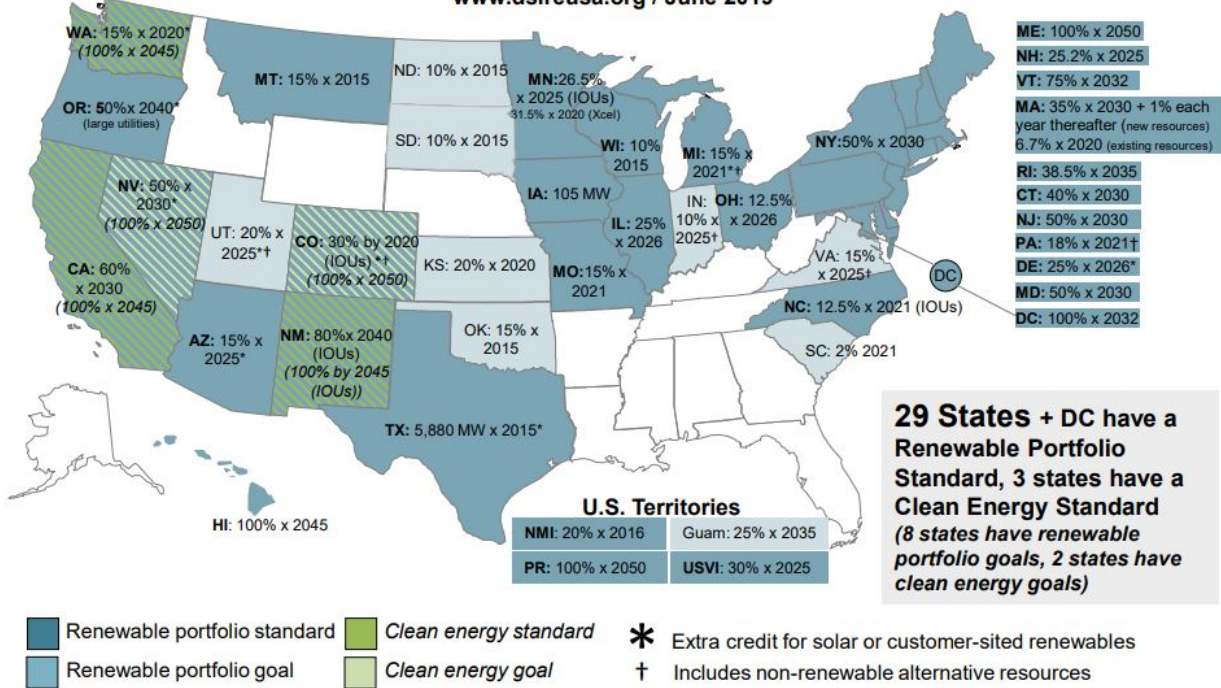 www.dsireusa.org / June 2019
WA: 15% x 2020*
(100% x 2045)
OR: 50%x 2040*
(large utilities)
MT: 15% x 2015
ND: 10% x 2015
SD: 10% x 2015
MN:26.5%
x 2025 (IOUs)
31.5% x 2020 (Xcel)
WI: 10%
2015
MI: 15% x
2021*†
NY:50% x 2030
NV: 50% x
2030*
(100% x 2050)
UT: 20% x
2025*†
CO: 30% by 2020
(IOUs) *†
(100% x 2050)
CA: 60%
x 2030
(100% x 2045)
IA: 105 MW
IL: 25%
x 2026
IN:
10% x
2025†
OH: 12.5%
x 2026
KS: 20% x 2020
MO:15% x
2021
VA: 15%
x 2025†
DC
NC: 12.5% x 2021 (IOUs)
AZ: 15% x
2025*
NM: 80%x 2040
(IOUs)
(100% by 2045
(IOUs))
OK: 15% x
2015
SC: 2% 2021
TX: 5,880 MW x 2015*
HI: 100% x 2045
ME: 100% x 2050
NH: 25.2% x 2025
VT: 75% x 2032
MA: 35% x 2030 + 1% each
year thereafter (new resources)
6.7% x 2020 (existing resources)
RI: 38.5% x 2035
CT: 40% x 2030
NJ: 50% x 2030
PA: 18% x 2021†
DE: 25% x 2026*
MD: 50% x 2030
DC: 100% x 2032
U.S. Territories
NMI: 20% x 2016
Guam: 25% x 2035
PR: 100% x 2050
USVI: 30% x 2025
29 States + DC have a
Renewable Portfolio
Standard, 3 states have a
Clean Energy Standard
(8 states have renewable
portfolio goals, 2 states have
clean energy goals)
Renewable portfolio standard
Renewable portfolio goal
Clean energy standard
Clean energy goal
* Extra credit for solar or customer-sited renewables
† Includes non-renewable alternative resources